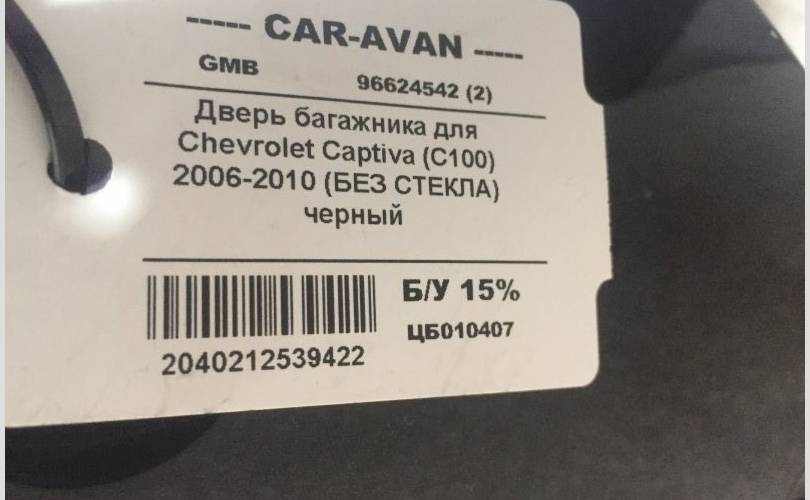 ----- CAR-AVAN -----
GMB 96624542 (2)
Дверь багажника для
Chevrolet Captiva (C100)
2006-2010 (БЕЗ СТЕКЛА)
черный
Б/У 15%
ЦБ010407
2040212539422